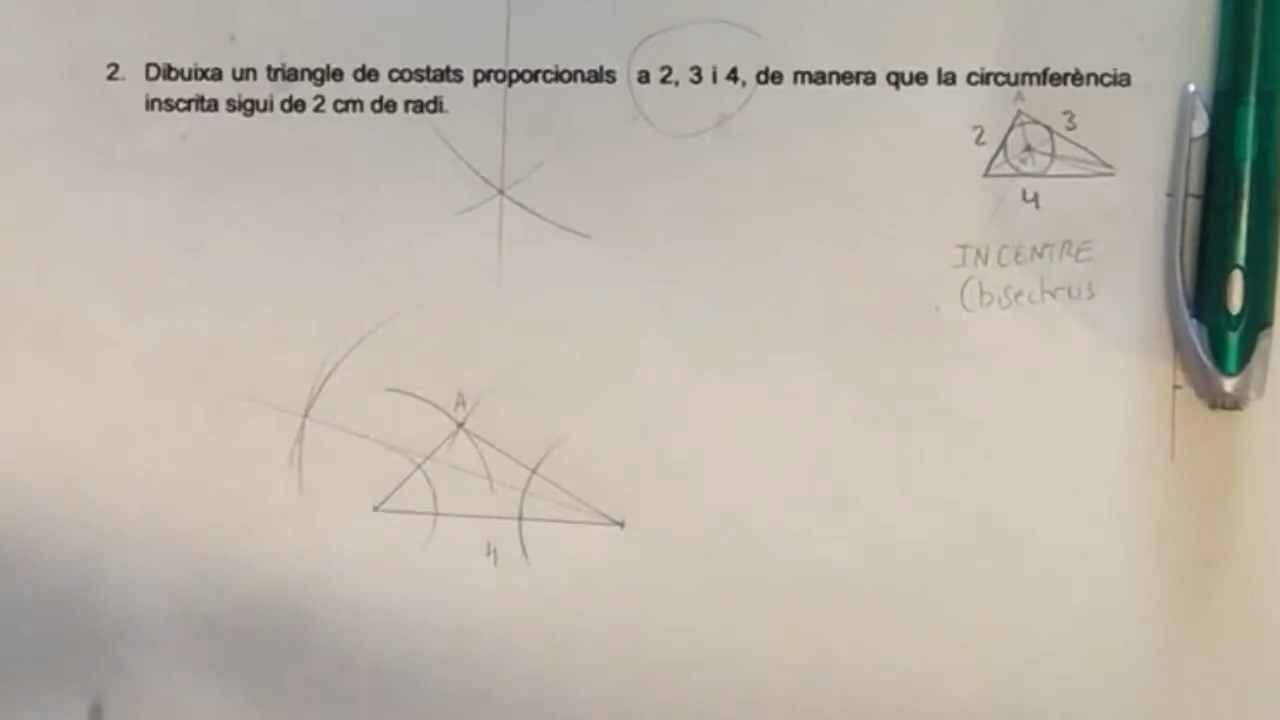 2. Dibuixa un triangle de costats proporcionals a 2, 3 i 4, de manera que la circumferència
inscrita sigui de 2 cm de radi.
A
2
3
4
INCENTRE
A
4